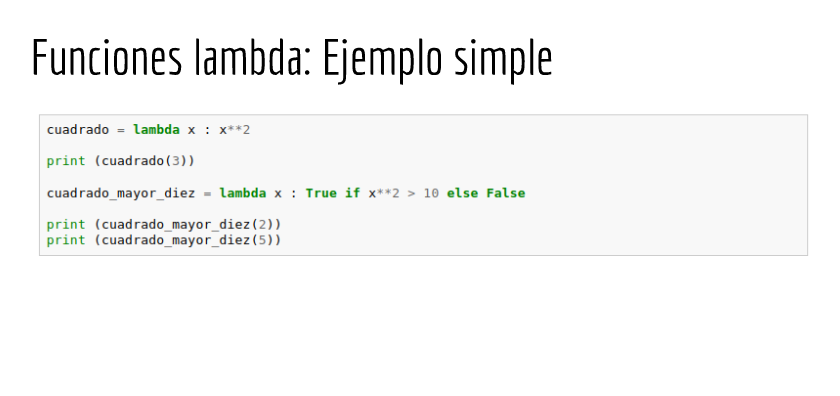 Funciones lambda: Ejemplo simple
cuadrado = lambda x : x**2
print (cuadrado(3))
cuadrado_mayor_diez = lambda x : True if x**2 > 10 else False
print (cuadrado_mayor_diez(2))
print (cuadrado_mayor_diez(5))